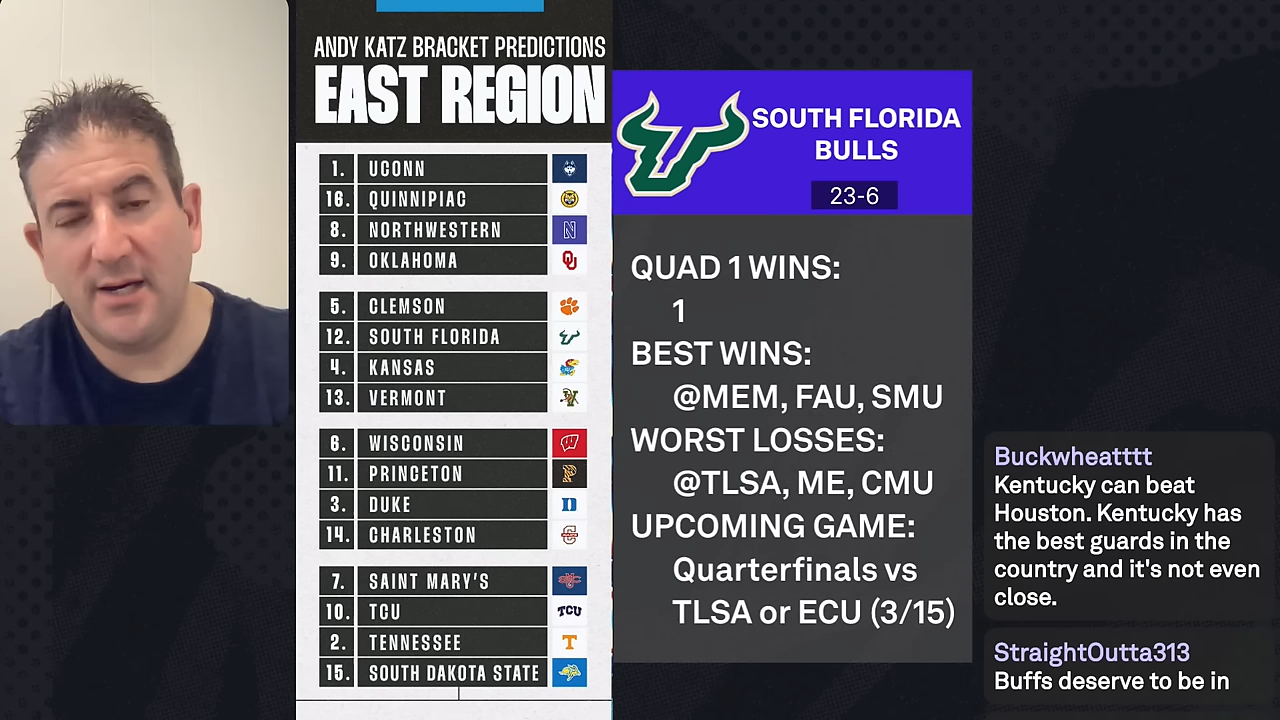 ANDY KATZ BRACKET PREDICTIONS
EAST REGION
1. UCONN
16. QUINNIPIAC
8. NORTHWESTERN
9. OKLAHOMA
5. CLEMSON
12. SOUTH FLORIDA
4. KANSAS
13. VERMONT
6. WISCONSIN
11. PRINCETON
3. DUKE
14. CHARLESTON
7. SAINT MARY'S
10. TCU TCU
2. TENNESSEE
15. SOUTH DAKOTA STATE
SOUTH FLORIDA
BULLS
23-6
QUAD 1 WINS:
1
BEST WINS:
@MEM, FAU, SMU
WORST LOSSES:
@TLSA, ME, CMU
UPCOMING GAME:
Quarterfinals vs
TLSA or ECU (3/15)
Buckwheatttt
Kentucky can beat
Houston. Kentucky has
the best guards in the
country and it's not even
close.
StraightOutta313
Buffs deserve to be in